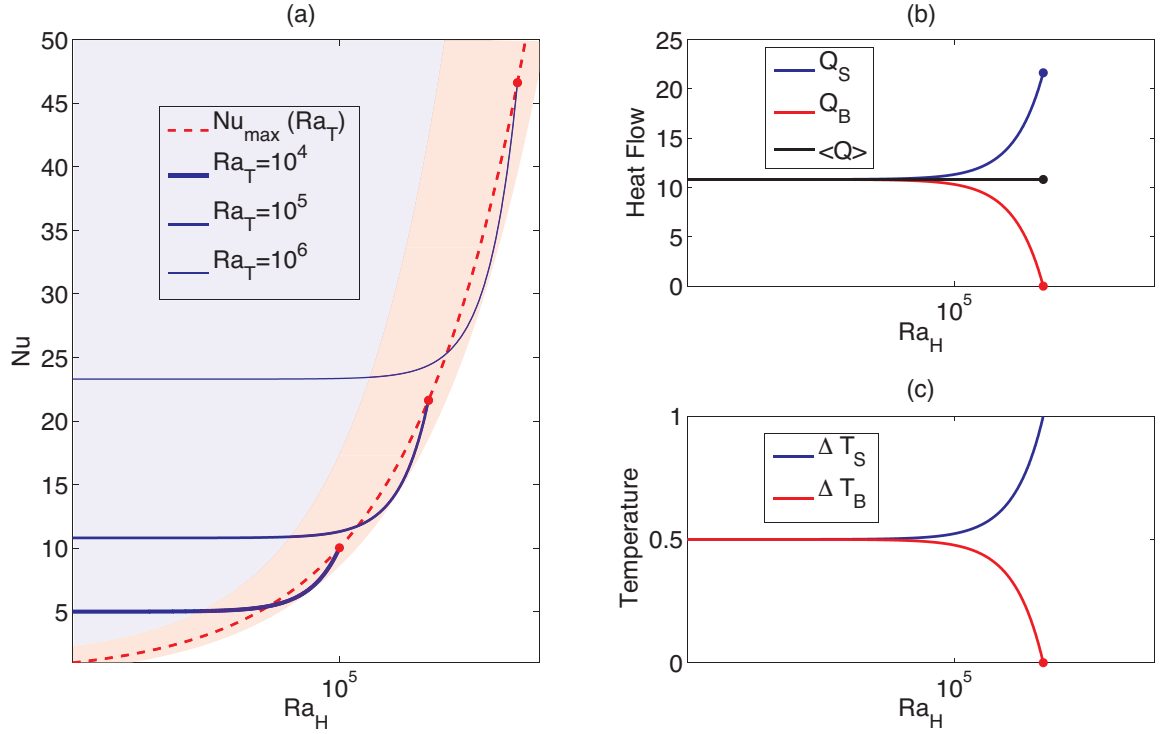 (a)
50
45
40
35
30
25
20
15
10
5
Nu
Nu_max (Ra_T)
Ra_T=10^4
Ra_T=10^5
Ra_T=10^6
10^5
Ra_H
(b)
25
20
15
10
5
0
Heat Flow
Q_S
Q_B
<Q>
10^5
Ra_H
(c)
1
0.5
0
Temperature
Δ T_S
Δ T_B
10^5
Ra_H